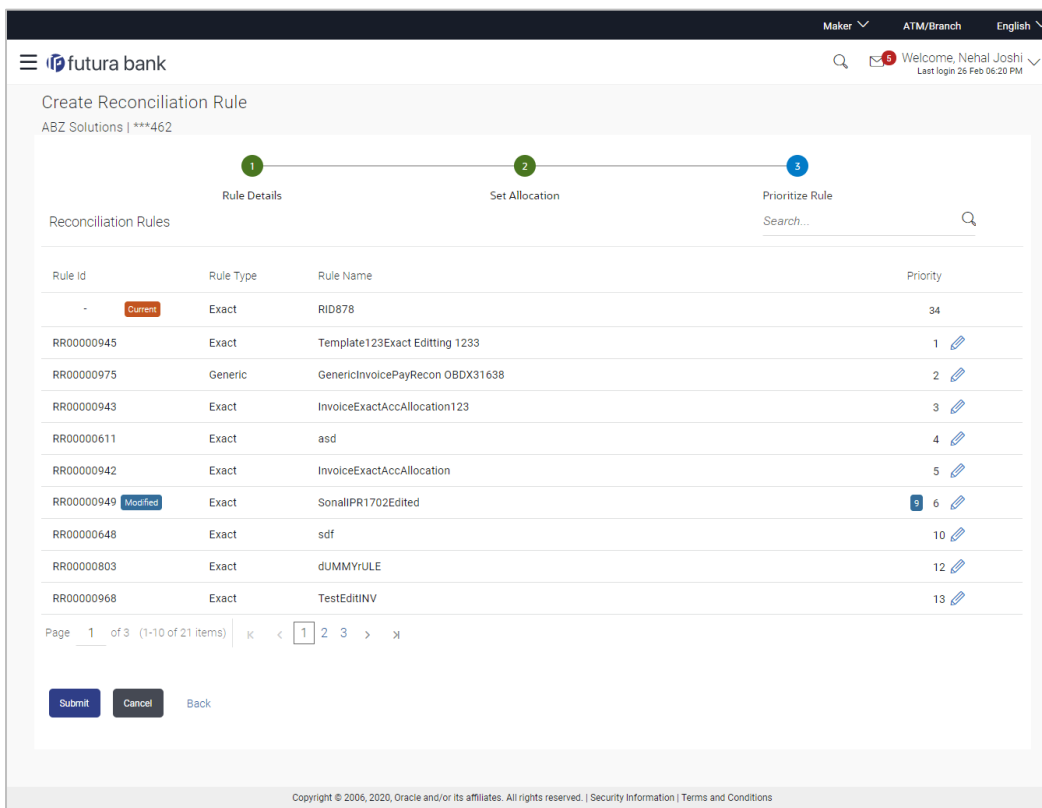 Maker ATM/Branch English
futura bank 5 Welcome, Nehal Joshi
Last login 26 Feb 06:20 PM
Create Reconciliation Rule
ABZ Solutions | ***462
1 2 3
Rule Details Set Allocation Prioritize Rule
Reconciliation Rules Search...
Rule Id Rule Type Rule Name Priority
- Current Exact RID878 34
RR00000945 Exact Template123Exact Editting 1233 1
RR00000975 Generic GenericInvoicePayRecon OBDX31638 2
RR00000943 Exact InvoiceExactAccAllocation123 3
RR00000611 Exact asd 4
RR00000942 Exact InvoiceExactAccAllocation 5
RR00000949 Modified Exact SonalIPR1702Edited 9 6
RR00000648 Exact sdf 10
RR00000803 Exact dUMMYrULE 12
RR00000968 Exact TestEditINV 13
Page 1 of 3 (1-10 of 21 items) 1 2 3
Submit Cancel Back
Copyright © 2006, 2020, Oracle and/or its affiliates. All rights reserved. | Security Information | Terms and Conditions